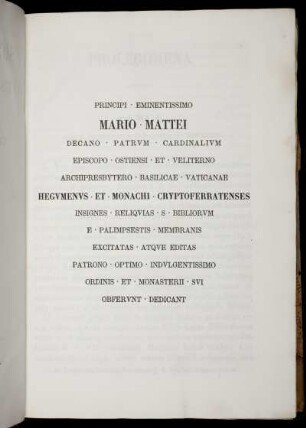 PRINCIPI · EMINENTISSIMO
MARIO · MATTEI
DECANO · PATRVM · CARDINALIVM
EPISCOPO · OSTIENSI · ET · VELITERNO
ARCHIPRESBYTERO · BASILICAE · VATICANAE
HEGVMENVS · ET · MONACHI · CRYPTOFERRATENSES
INSIGNES · RELIQVIAS · S · BIBLIORVM
E · PALIMPSESTIS · MEMBRANIS
EXCITATAS · ATQVE · EDITAS
PATRONO · OPTIMO · INDVLGENTISSIMO
ORDINIS · ET · MONASTERII · SVI
OBFERVNT · DEDICANT